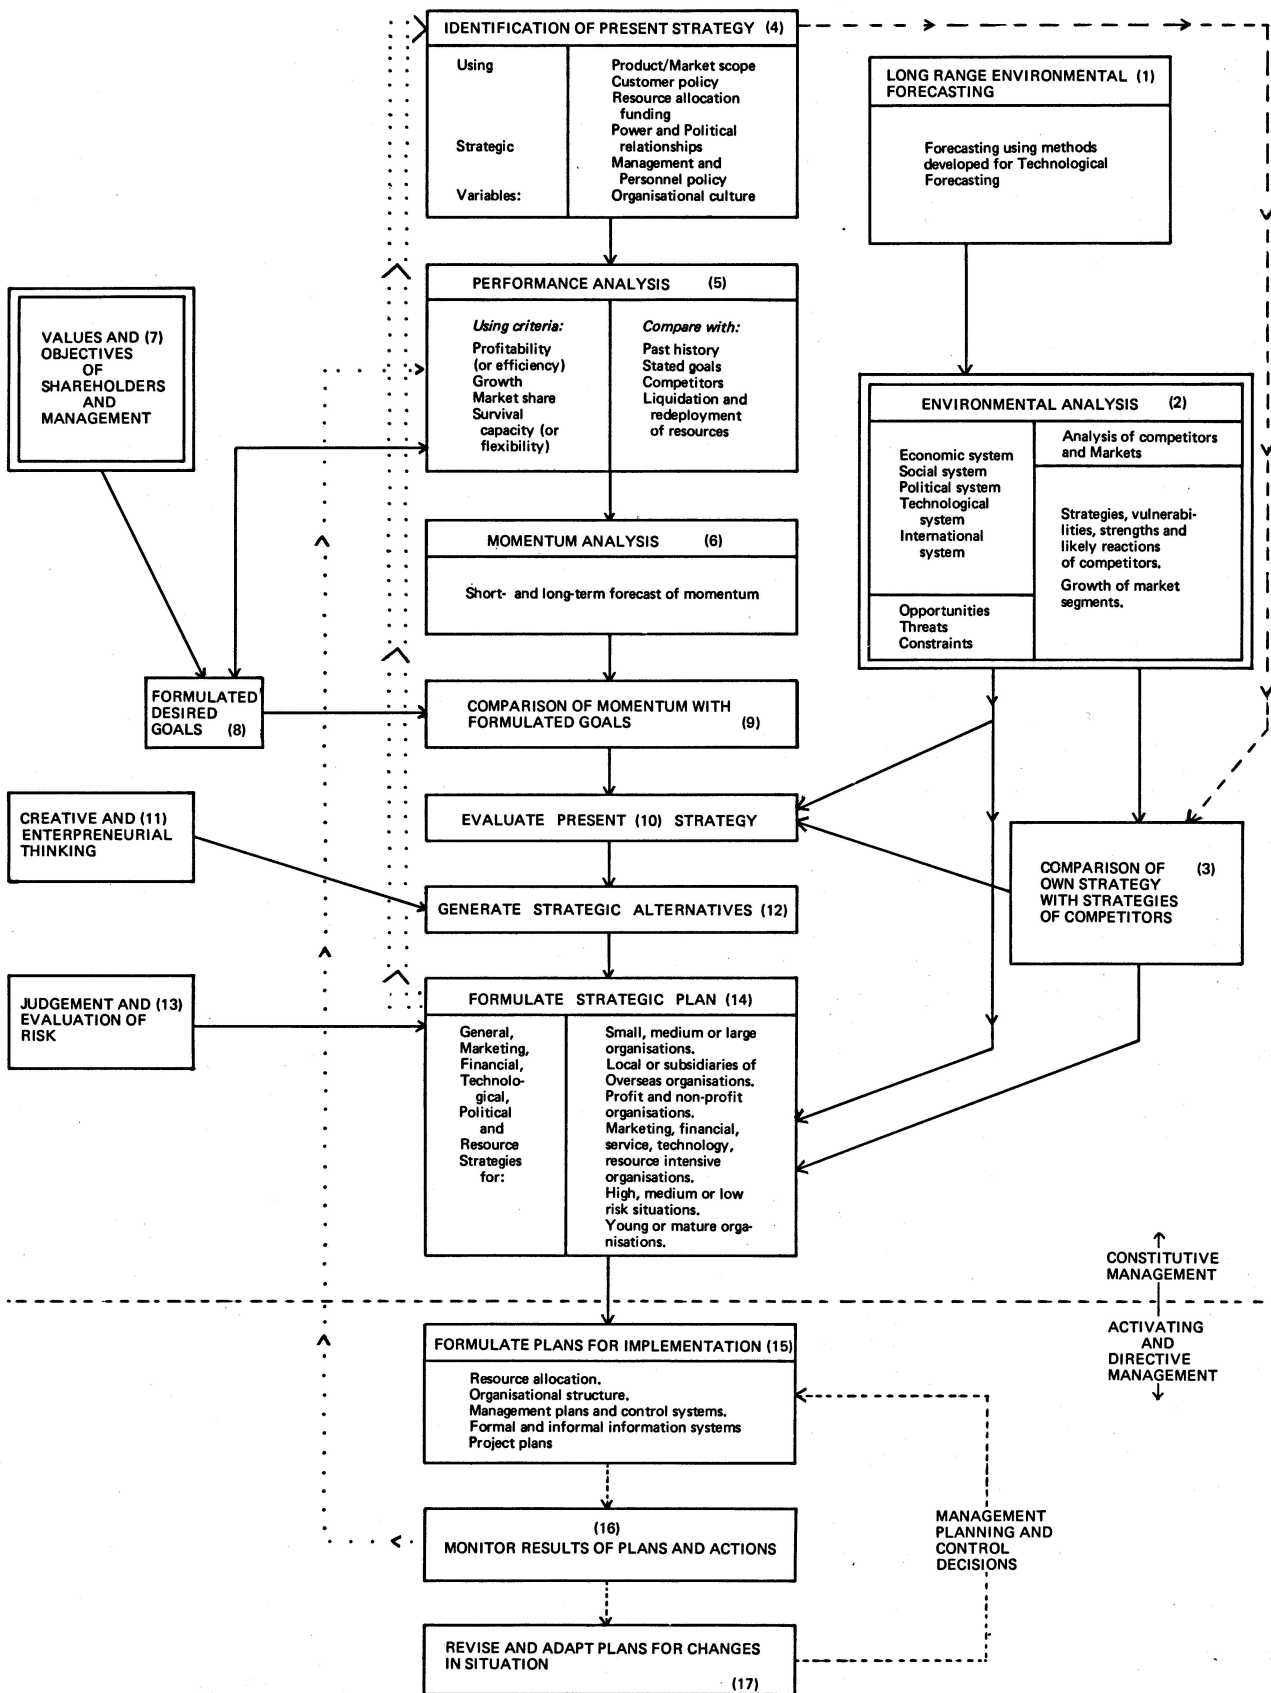 IDENTIFICATION OF PRESENT STRATEGY (4)
Using
Strategic
Variables:
Product/Market scope
Customer policy
Resource allocation
funding
Power and Political
relationships
Management and
Personnel policy
Organisational culture
LONG RANGE ENVIRONMENTAL (1)
FORECASTING
Forecasting using methods
developed for Technological
Forecasting
PERFORMANCE ANALYSIS (5)
Using criteria:
Profitability
(or efficiency)
Growth
Market share
Survival
capacity (or
flexibility)
Compare with:
Past history
Stated goals
Competitors
Liquidation and
redeployment
of resources
VALUES AND (7)
OBJECTIVES
OF
SHAREHOLDERS
AND
MANAGEMENT
ENVIRONMENTAL ANALYSIS (2)
Economic system
Social system
Political system
Technological
system
International
system
Opportunities
Threats
Constraints
Analysis of competitors
and Markets
Strategies, vulnerabi-
lities, strengths and
likely reactions
of competitors.
Growth of market
segments.
MOMENTUM ANALYSIS (6)
Short- and long-term forecast of momentum
FORMULATED
DESIRED
GOALS (8)
COMPARISON OF MOMENTUM WITH
FORMULATED GOALS (9)
CREATIVE AND (11)
ENTERPRENEURIAL
THINKING
EVALUATE PRESENT (10) STRATEGY
COMPARISON OF (3)
OWN STRATEGY
WITH STRATEGIES
OF COMPETITORS
GENERATE STRATEGIC ALTERNATIVES (12)
JUDGEMENT AND (13)
EVALUATION OF
RISK
FORMULATE STRATEGIC PLAN (14)
General,
Marketing,
Financial,
Technolo-
gical,
Political
and
Resource
Strategies
for:
Small, medium or large
organisations.
Local or subsidiaries of
Overseas organisations.
Profit and non-profit
organisations.
Marketing, financial,
service, technology,
resource intensive
organisations.
High, medium or low
risk situations.
Young or mature orga-
nisations.
CONSTITUTIVE
MANAGEMENT
ACTIVATING
AND
DIRECTIVE
MANAGEMENT
FORMULATE PLANS FOR IMPLEMENTATION (15)
Resource allocation.
Organisational structure.
Management plans and control systems.
Formal and informal information systems
Project plans
(16)
MONITOR RESULTS OF PLANS AND ACTIONS
MANAGEMENT
PLANNING AND
CONTROL
DECISIONS
REVISE AND ADAPT PLANS FOR CHANGES
IN SITUATION
(17)